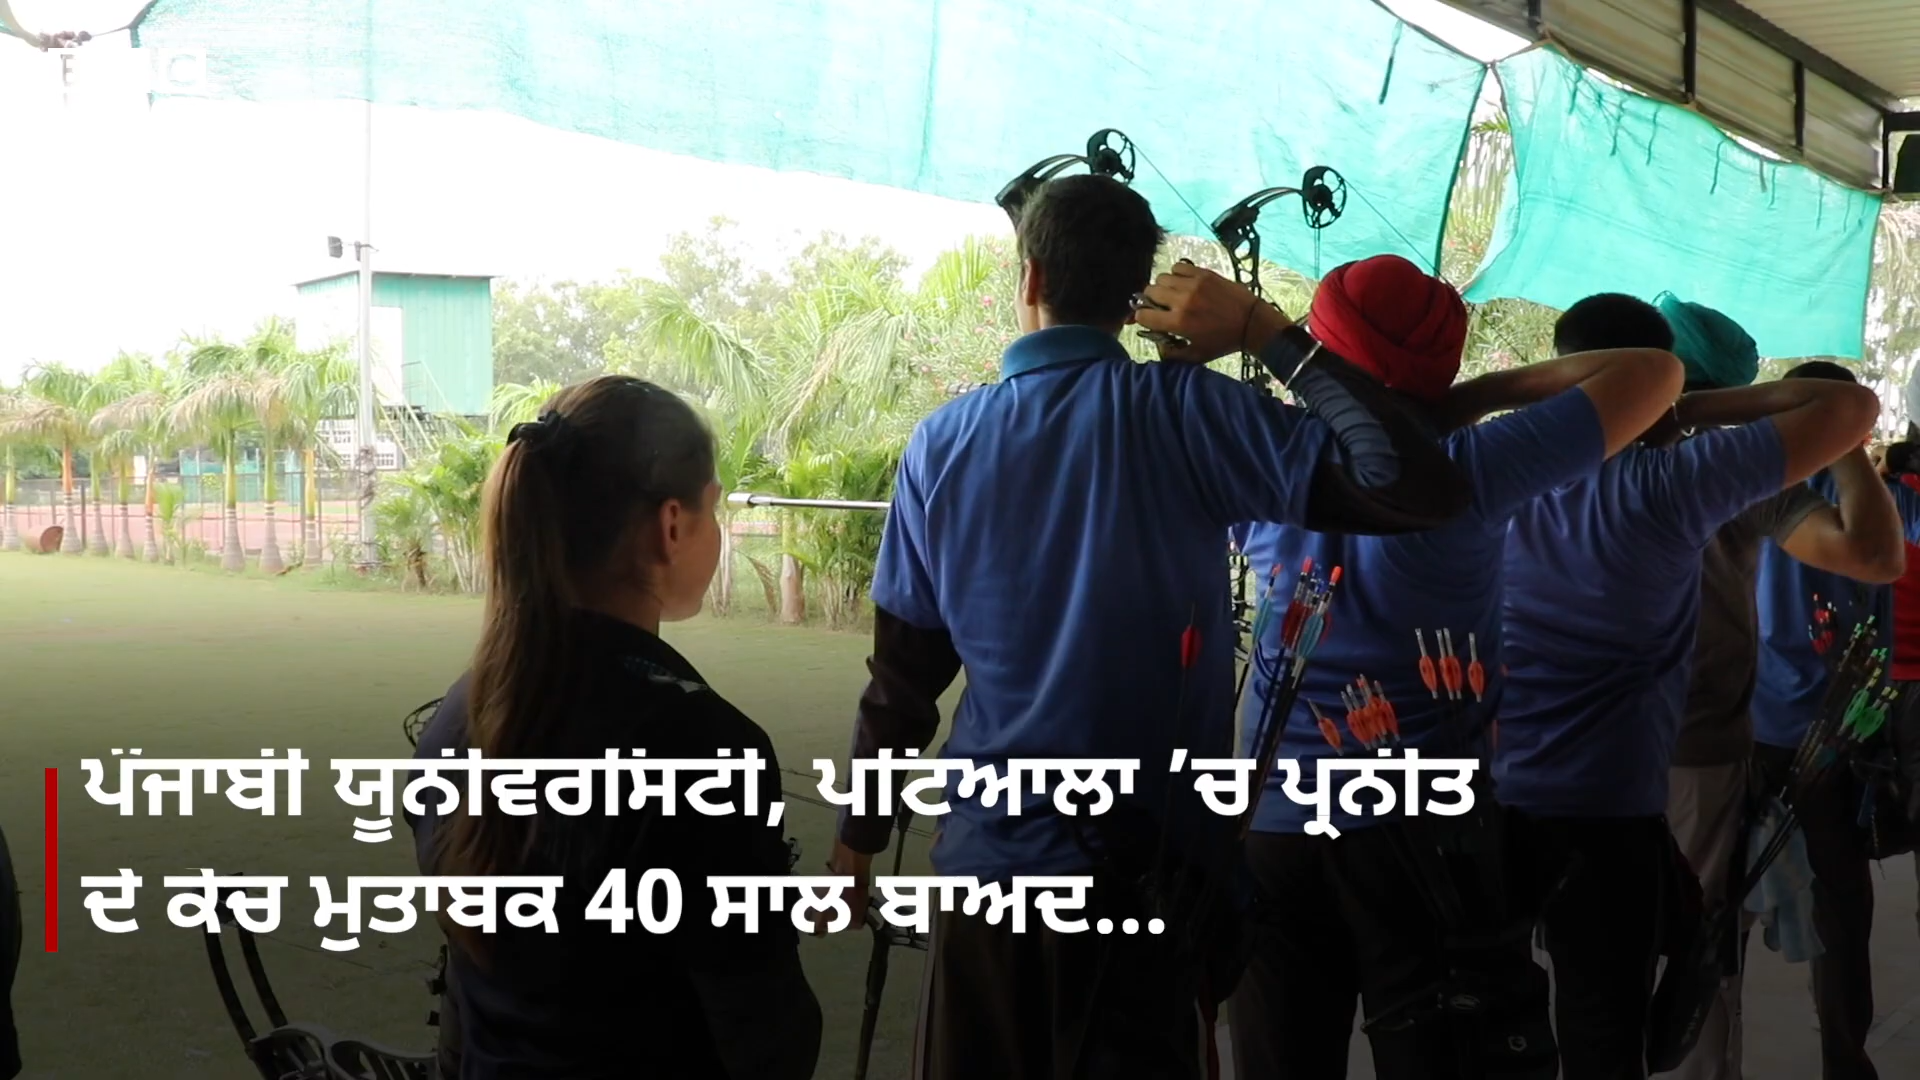 ਪੰਜਾਬੀ ਯੂਨੀਵਰਸਿਟੀ, ਪਟਿਆਲਾ ’ਚ ਪ੍ਰਨੀਤ
ਦੇ ਕੋਚ ਮੁਤਾਬਕ 40 ਸਾਲ ਬਾਅਦ...